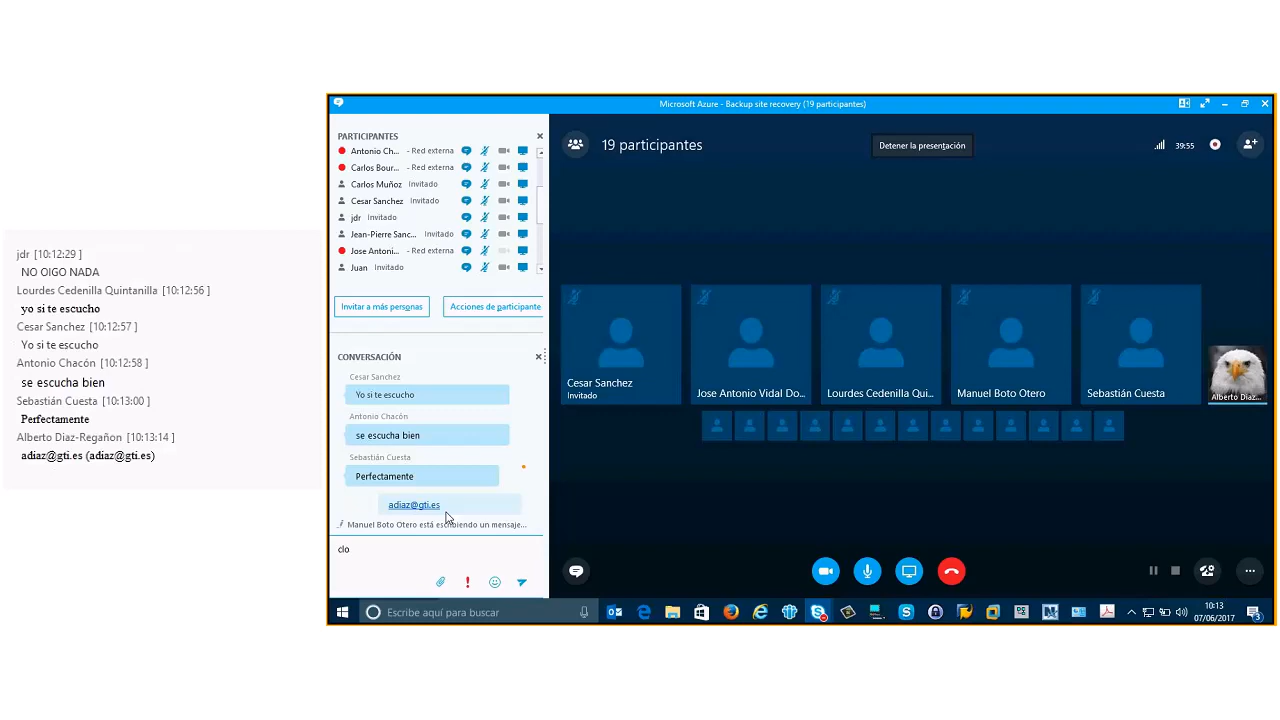 jdr [10:12:29 ]
NO OIGO NADA
Lourdes Cedenilla Quintanilla [10:12:56 ]
yo si te escucho
Cesar Sanchez [10:12:57 ]
Yo si te escucho
Antonio Chacón [10:12:58 ]
se escucha bien
Sebastián Cuesta [10:13:00 ]
Perfectamente
Alberto Diaz-Regañon [10:13:14 ]
adiaz@gti.es (adiaz@gti.es)
Microsoft Azure - Backup site recovery (19 participantes)
PARTICIPANTES
Antonio Ch... - Red externa
Carlos Bour... - Red externa
Carlos Muñoz Invitado
Cesar Sanchez Invitado
jdr Invitado
Jean-Pierre Sanc... Invitado
Jose Antoni... - Red externa
Juan Invitado
Invitar a más personas
Acciones de participante
CONVERSACIÓN
Cesar Sanchez
Yo si te escucho
Antonio Chacón
se escucha bien
Sebastián Cuesta
Perfectamente
adiaz@gti.es
Manuel Boto Otero está escribiendo un mensaje...
clo
19 participantes
Detener la presentación
39:55
Cesar Sanchez
Invitado
Jose Antonio Vidal Do...
Lourdes Cedenilla Qui...
Manuel Boto Otero
Sebastián Cuesta
Alberto Diaz...
Escribe aquí para buscar
10:13
07/06/2017
3